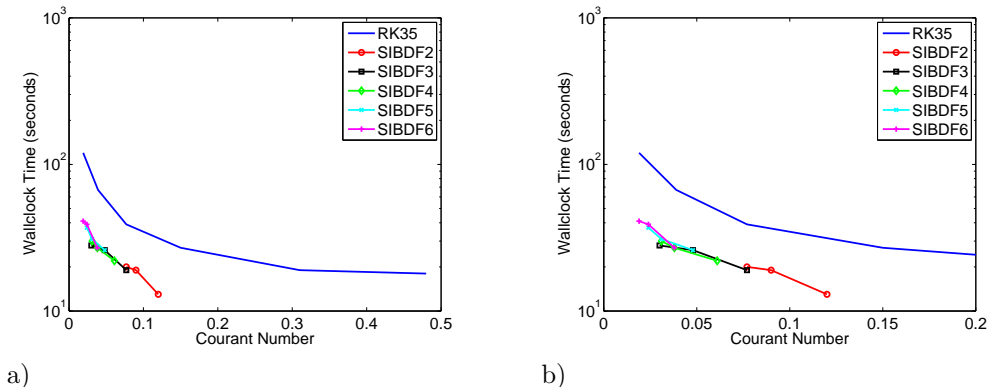 10^3
10^2
10^1
Wallclock Time (seconds)
0 0.1 0.2 0.3 0.4 0.5
Courant Number
RK35
SIBDF2
SIBDF3
SIBDF4
SIBDF5
SIBDF6
a)
10^3
10^2
10^1
Wallclock Time (seconds)
0 0.05 0.1 0.15 0.2
Courant Number
RK35
SIBDF2
SIBDF3
SIBDF4
SIBDF5
SIBDF6
b)